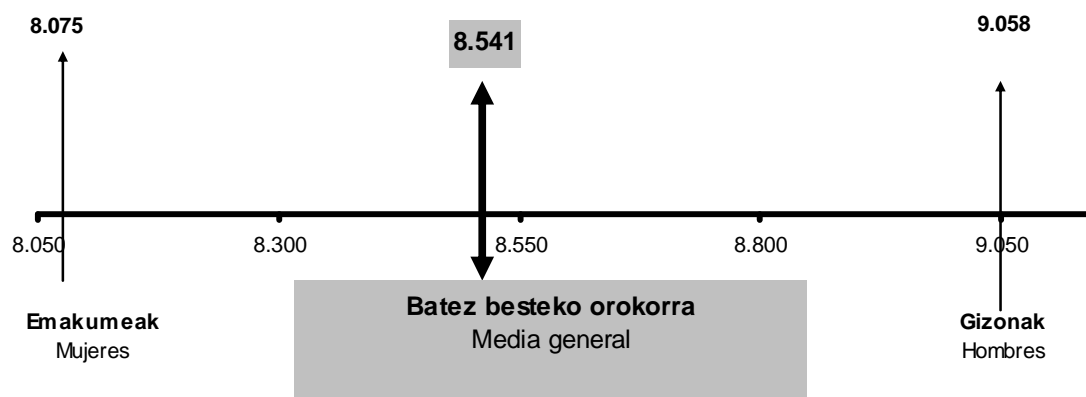 8.075
8.541
9.058
8.050
8.300
8.550
8.800
9.050
Emakumeak
Mujeres
Batez besteko orokorra
Media general
Gizonak
Hombres